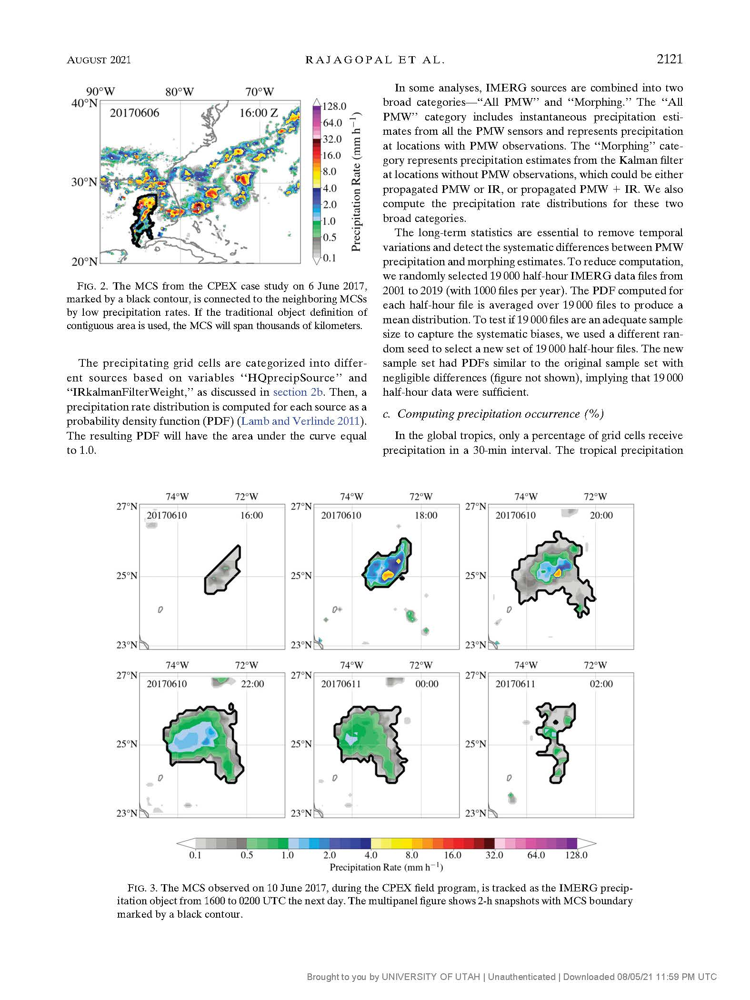 AUGUST 2021
RAJAGOPAL ET AL.
2121
90°W 80°W 70°W
40°N
20170606 16:00 Z
30°N
20°N
128.0
64.0
32.0
16.0
8.0
4.0
2.0
1.0
0.5
0.1
Precipitation Rate (mm h−1)
FIG. 2. The MCS from the CPEX case study on 6 June 2017,
marked by a black contour, is connected to the neighboring MCSs
by low precipitation rates. If the traditional object definition of
contiguous area is used, the MCS will span thousands of kilometers.
The precipitating grid cells are categorized into differ-
ent sources based on variables ‘‘HQprecipSource’’ and
‘‘IRkalmanFilterWeight,’’ as discussed in section 2b. Then, a
precipitation rate distribution is computed for each source as a
probability density function (PDF) (Lamb and Verlinde 2011).
The resulting PDF will have the area under the curve equal
to 1.0.
In some analyses, IMERG sources are combined into two
broad categories—‘‘All PMW’’ and ‘‘Morphing.’’ The ‘‘All
PMW’’ category includes instantaneous precipitation esti-
mates from all the PMW sensors and represents precipitation
at locations with PMW observations. The ‘‘Morphing’’ cate-
gory represents precipitation estimates from the Kalman filter
at locations without PMW observations, which could be either
propagated PMW or IR, or propagated PMW + IR. We also
compute the precipitation rate distributions for these two
broad categories.
The long-term statistics are essential to remove temporal
variations and detect the systematic differences between PMW
precipitation and morphing estimates. To reduce computation,
we randomly selected 19 000 half-hour IMERG data files from
2001 to 2019 (with 1000 files per year). The PDF computed for
each half-hour file is averaged over 19 000 files to produce a
mean distribution. To test if 19 000 files are an adequate sample
size to capture the systematic biases, we used a different ran-
dom seed to select a new set of 19 000 half-hour files. The new
sample set had PDFs similar to the original sample set with
negligible differences (figure not shown), implying that 19 000
half-hour data were sufficient.
c. Computing precipitation occurrence (%)
In the global tropics, only a percentage of grid cells receive
precipitation in a 30-min interval. The tropical precipitation
74°W 72°W 74°W 72°W 74°W 72°W
27°N 27°N 27°N
20170610 16:00 20170610 18:00 20170610 20:00
25°N 25°N 25°N
23°N 23°N 23°N
74°W 72°W 74°W 72°W 74°W 72°W
27°N 27°N 27°N
20170610 22:00 20170611 00:00 20170611 02:00
25°N 25°N 25°N
23°N 23°N 23°N
0.1 0.5 1.0 2.0 4.0 8.0 16.0 32.0 64.0 128.0
Precipitation Rate (mm h−1)
FIG. 3. The MCS observed on 10 June 2017, during the CPEX field program, is tracked as the IMERG precip-
itation object from 1600 to 0200 UTC the next day. The multipanel figure shows 2-h snapshots with MCS boundary
marked by a black contour.
Brought to you by UNIVERSITY OF UTAH | Unauthenticated | Downloaded 08/05/21 11:59 PM UTC